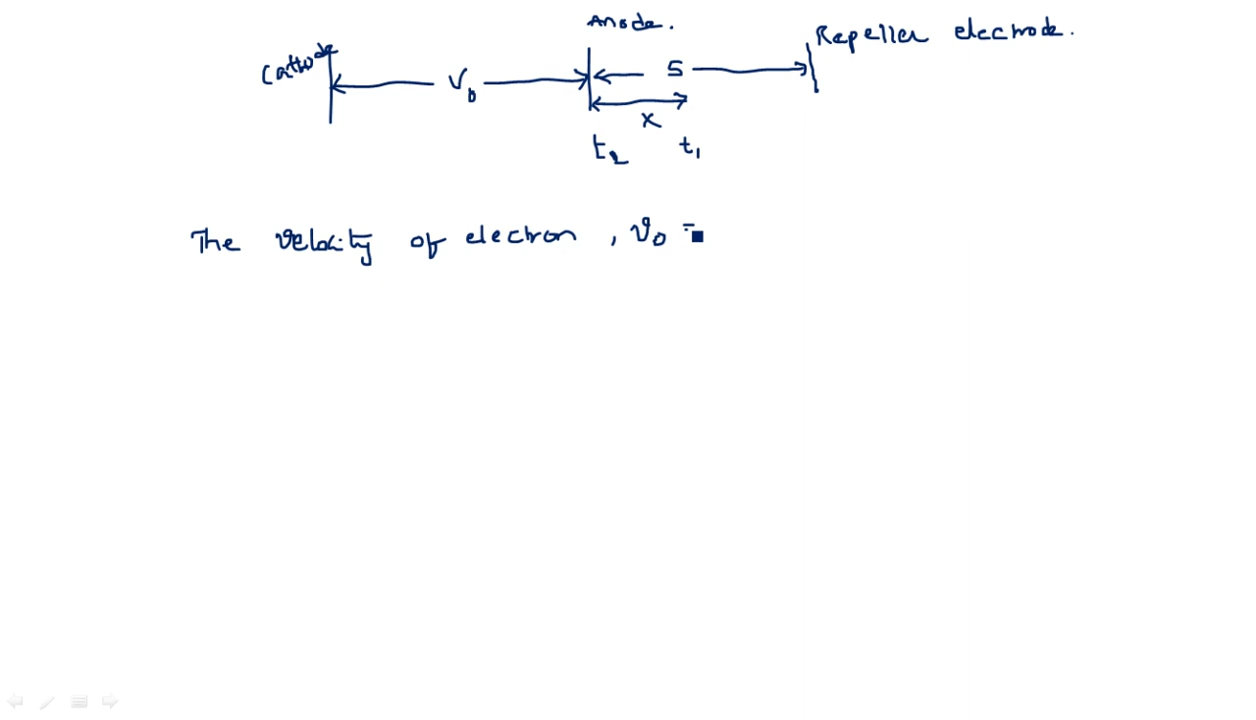 Anode.
Repeller electrode.
Cathode
V₀
S
x
t₂
t₁
The velocity of electron, v₀ =